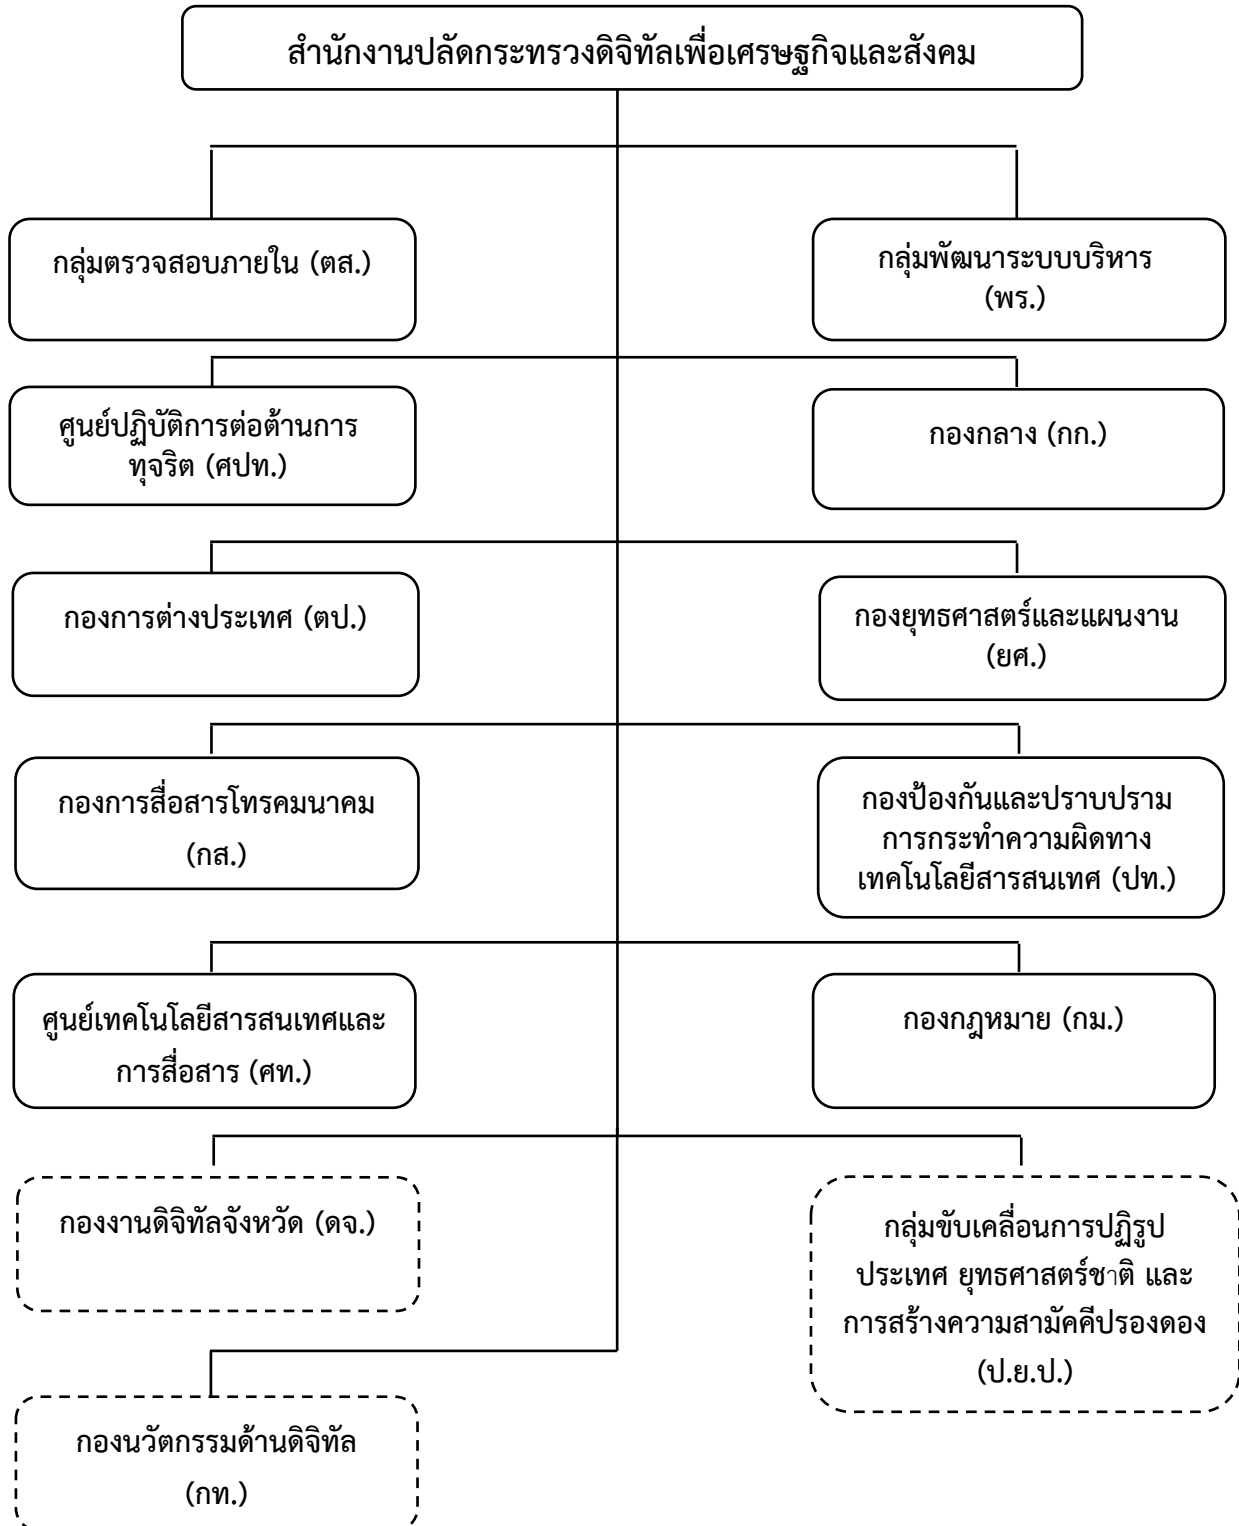 สำนักงานปลัดกระทรวงดิจิทัลเพื่อเศรษฐกิจและสังคม
กลุ่มตรวจสอบภายใน (ตส.)
กลุ่มพัฒนาระบบบริหาร
(พร.)
ศูนย์ปฏิบัติการต่อต้านการ
ทุจริต (ศปท.)
กองกลาง (กก.)
กองการต่างประเทศ (ตป.)
กองยุทธศาสตร์และแผนงาน
(ยศ.)
กองการสื่อสารโทรคมนาคม
(กส.)
กองป้องกันและปราบปราม
การกระทำความผิดทาง
เทคโนโลยีสารสนเทศ (ปท.)
ศูนย์เทคโนโลยีสารสนเทศและ
การสื่อสาร (ศท.)
กองกฎหมาย (กม.)
กองงานดิจิทัลจังหวัด (ดจ.)
กลุ่มขับเคลื่อนการปฏิรูป
ประเทศ ยุทธศาสตร์ชาติ และ
การสร้างความสามัคคีปรองดอง
(ป.ย.ป.)
กองนวัตกรรมด้านดิจิทัล
(กท.)